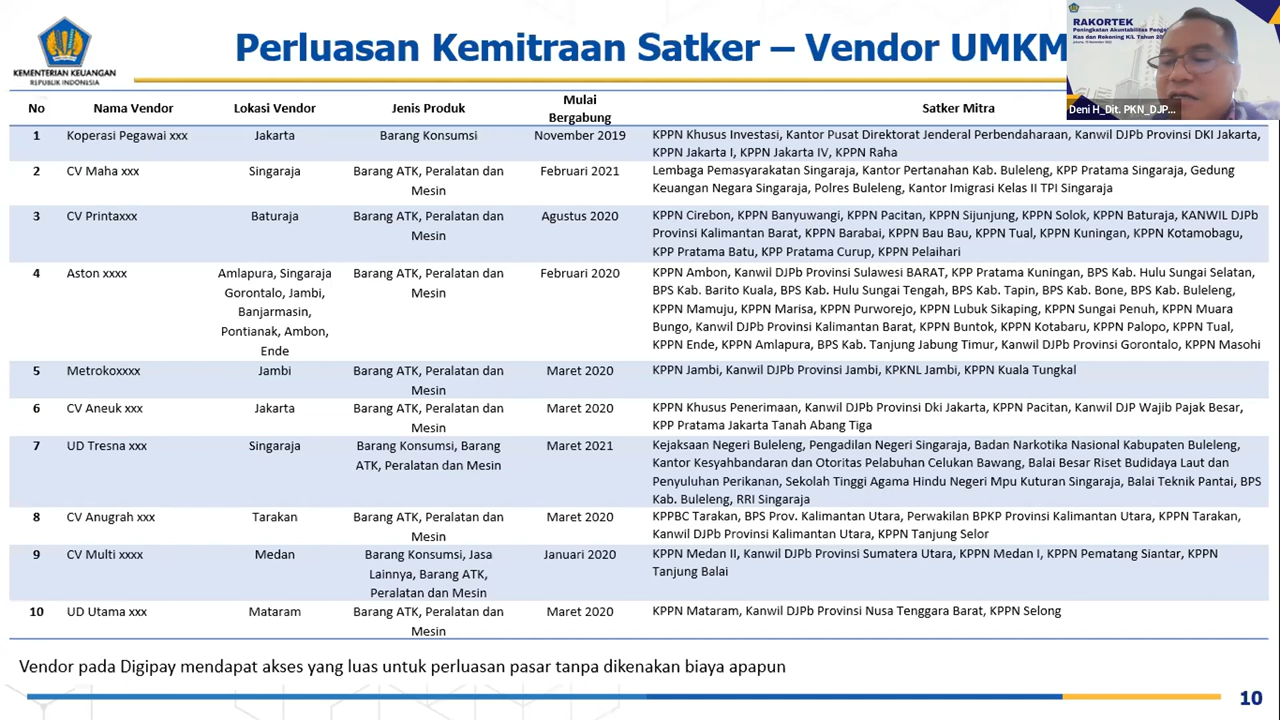 KEMENTERIAN KEUANGAN
REPUBLIK INDONESIA
Perluasan Kemitraan Satker – Vendor UMKM
RAKORTEK
Peningkatan Akuntabilitas
Kas dan Rekening K/L Tahun
Deni H_Dit. PKN_DJP...
No Nama Vendor Lokasi Vendor Jenis Produk Mulai Bergabung Satker Mitra
1 Koperasi Pegawai xxx Jakarta Barang Konsumsi November 2019 KPPN Khusus Investasi, Kantor Pusat Direktorat Jenderal Perbendaharaan, Kanwil DJPb Provinsi DKI Jakarta,
KPPN Jakarta I, KPPN Jakarta IV, KPPN Raha
2 CV Maha xxx Singaraja Barang ATK, Peralatan dan Februari 2021 Lembaga Pemasyarakatan Singaraja, Kantor Pertanahan Kab. Buleleng, KPP Pratama Singaraja, Gedung
Mesin Keuangan Negara Singaraja, Polres Buleleng, Kantor Imigrasi Kelas II TPI Singaraja
3 CV Printaxxx Baturaja Barang ATK, Peralatan dan Agustus 2020 KPPN Cirebon, KPPN Banyuwangi, KPPN Pacitan, KPPN Sijunjung, KPPN Solok, KPPN Baturaja, KANWIL DJPb
Mesin Provinsi Kalimantan Barat, KPPN Barabai, KPPN Bau Bau, KPPN Tual, KPPN Kuningan, KPPN Kotamobagu,
KPP Pratama Batu, KPP Pratama Curup, KPPN Pelaihari
4 Aston xxxx Amlapura, Singaraja Barang ATK, Peralatan dan Februari 2020 KPPN Ambon, Kanwil DJPb Provinsi Sulawesi BARAT, KPP Pratama Kuningan, BPS Kab. Hulu Sungai Selatan,
Gorontalo, Jambi, Mesin BPS Kab. Barito Kuala, BPS Kab. Hulu Sungai Tengah, BPS Kab. Tapin, BPS Kab. Bone, BPS Kab. Buleleng,
Banjarmasin, KPPN Mamuju, KPPN Marisa, KPPN Purworejo, KPPN Lubuk Sikaping, KPPN Sungai Penuh, KPPN Muara
Pontianak, Ambon, Bungo, Kanwil DJPb Provinsi Kalimantan Barat, KPPN Buntok, KPPN Kotabaru, KPPN Palopo, KPPN Tual,
Ende KPPN Ende, KPPN Amlapura, BPS Kab. Tanjung Jabung Timur, Kanwil DJPb Provinsi Gorontalo, KPPN Masohi
5 Metrokoxxxx Jambi Barang ATK, Peralatan dan Maret 2020 KPPN Jambi, Kanwil DJPb Provinsi Jambi, KPKNL Jambi, KPPN Kuala Tungkal
Mesin
6 CV Aneuk xxx Jakarta Barang ATK, Peralatan dan Maret 2020 KPPN Khusus Penerimaan, Kanwil DJPb Provinsi Dki Jakarta, KPPN Pacitan, Kanwil DJP Wajib Pajak Besar,
Mesin KPP Pratama Jakarta Tanah Abang Tiga
7 UD Tresna xxx Singaraja Barang Konsumsi, Barang Maret 2021 Kejaksaan Negeri Buleleng, Pengadilan Negeri Singaraja, Badan Narkotika Nasional Kabupaten Buleleng,
ATK, Peralatan dan Mesin Kantor Kesyahbandaran dan Otoritas Pelabuhan Celukan Bawang, Balai Besar Riset Budidaya Laut dan
Penyuluhan Perikanan, Sekolah Tinggi Agama Hindu Negeri Mpu Kuturan Singaraja, Balai Teknik Pantai, BPS
Kab. Buleleng, RRI Singaraja
8 CV Anugrah xxx Tarakan Barang ATK, Peralatan dan Maret 2020 KPPBC Tarakan, BPS Prov. Kalimantan Utara, Perwakilan BPKP Provinsi Kalimantan Utara, KPPN Tarakan,
Mesin Kanwil DJPb Provinsi Kalimantan Utara, KPPN Tanjung Selor
9 CV Multi xxxx Medan Barang Konsumsi, Jasa Januari 2020 KPPN Medan II, Kanwil DJPb Provinsi Sumatera Utara, KPPN Medan I, KPPN Pematang Siantar, KPPN
Lainnya, Barang ATK, Tanjung Balai
Peralatan dan Mesin
10 UD Utama xxx Mataram Barang ATK, Peralatan dan Maret 2020 KPPN Mataram, Kanwil DJPb Provinsi Nusa Tenggara Barat, KPPN Selong
Mesin
Vendor pada Digipay mendapat akses yang luas untuk perluasan pasar tanpa dikenakan biaya apapun
10